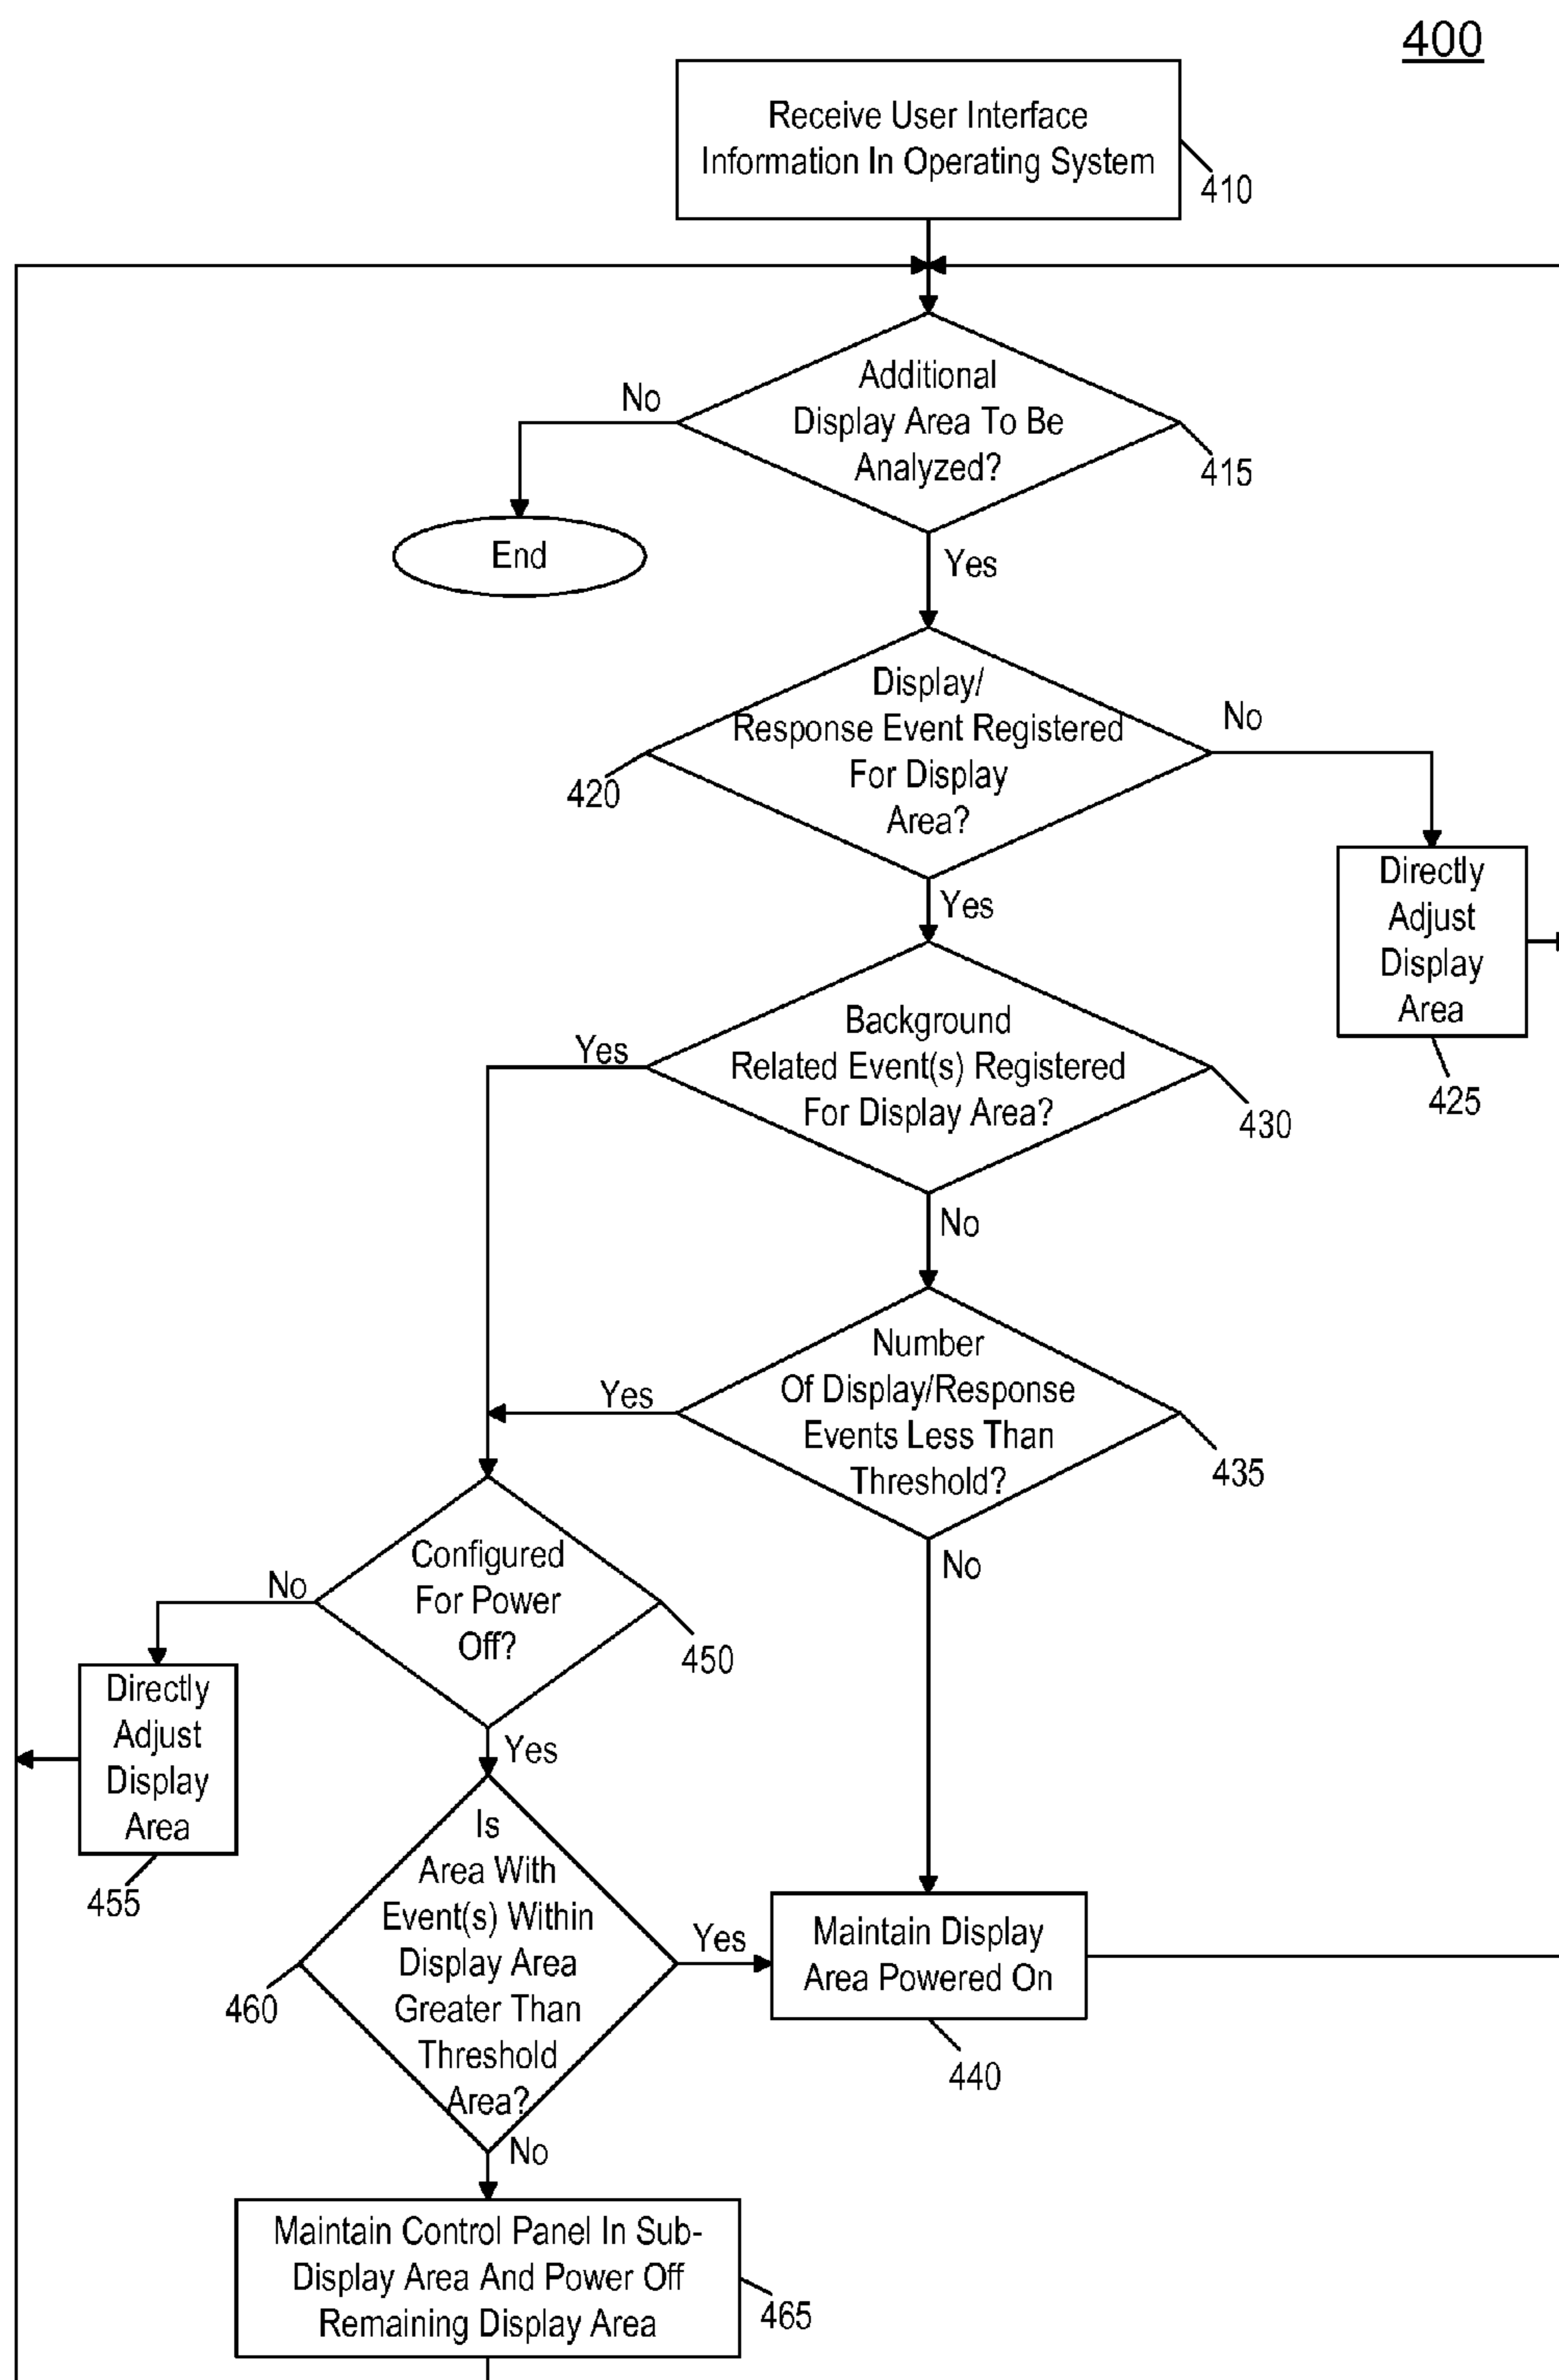 400
Receive User Interface
Information In Operating System
410
Additional
Display Area To Be
Analyzed?
415
No
End
Yes
Display/
Response Event Registered
For Display
Area?
420
No
Directly
Adjust
Display
Area
425
Yes
Background
Related Event(s) Registered
For Display Area?
430
Yes
No
Number
Of Display/Response
Events Less Than
Threshold?
435
Yes
No
Configured
For Power
Off?
450
No
Directly
Adjust
Display
Area
455
Yes
Is
Area With
Event(s) Within
Display Area
Greater Than
Threshold
Area?
460
Yes
Maintain Display
Area Powered On
440
No
Maintain Control Panel In Sub-
Display Area And Power Off
Remaining Display Area
465